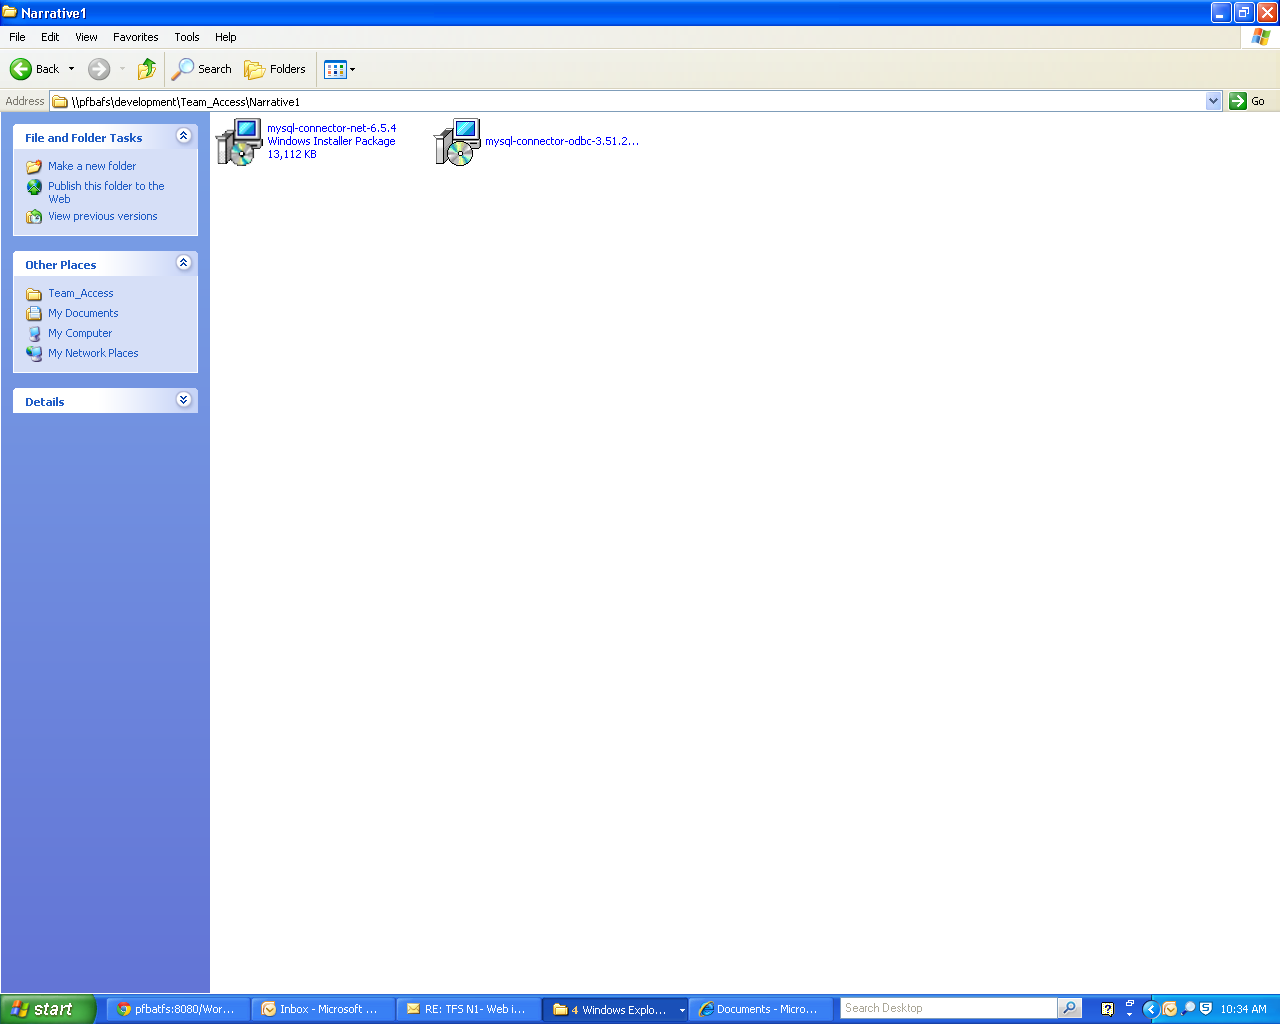 Narrative1
File Edit View Favorites Tools Help
Back Search Folders
Address \\pfbafs\development\Team_Access\Narrative1 Go
File and Folder Tasks
Make a new folder
Publish this folder to the
Web
View previous versions
Other Places
Team_Access
My Documents
My Computer
My Network Places
Details
mysql-connector-net-6.5.4
Windows Installer Package
13,112 KB
mysql-connector-odbc-3.51.2...
start pfbatfs:8080/Wor... Inbox - Microsoft ... RE: TFS N1- Web i... 4 Windows Explo... Documents - Micro... Search Desktop 10:34 AM